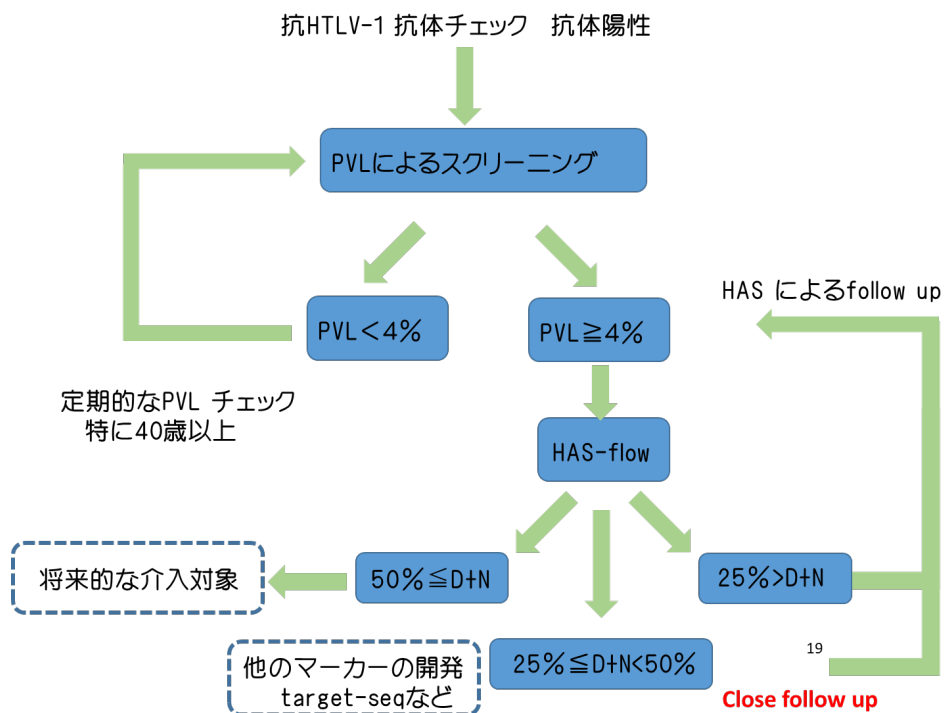 抗HTLV-1 抗体チェック　抗体陽性
PVLによるスクリーニング
HAS によるfollow up
PVL＜4％
PVL≧4％
定期的なPVL チェック
特に40歳以上
HAS-flow
将来的な介入対象
50％≦D+N
25％>D+N
他のマーカーの開発
target-seqなど
25％≦D+N<50％
19
Close follow up